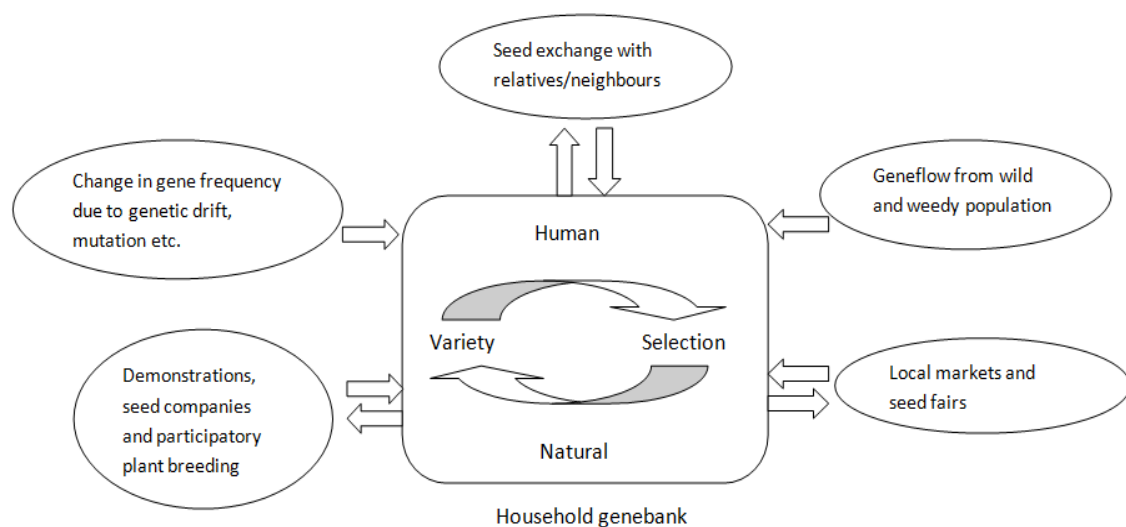 Seed exchange with
relatives/neighbours
Change in gene frequency
due to genetic drift,
mutation etc.
Geneflow from wild
and weedy population
Human
Variety
Selection
Natural
Demonstrations,
seed companies
and participatory
plant breeding
Local markets and
seed fairs
Household genebank